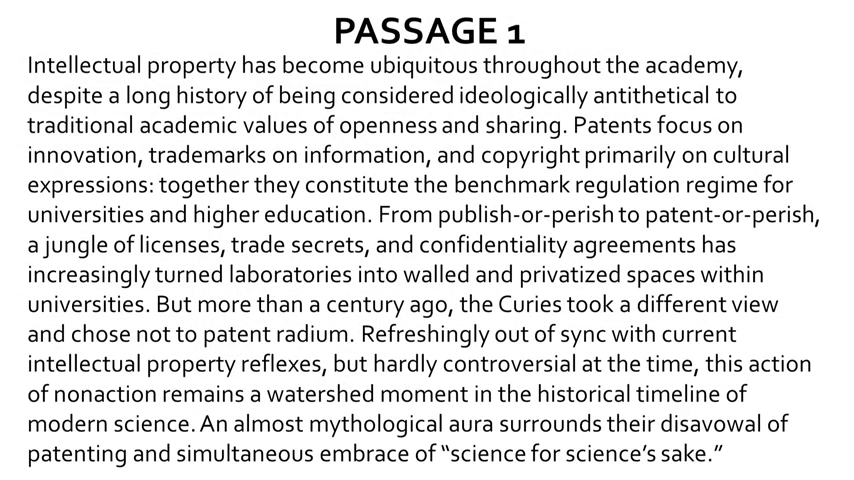 PASSAGE 1
Intellectual property has become ubiquitous throughout the academy,
despite a long history of being considered ideologically antithetical to
traditional academic values of openness and sharing. Patents focus on
innovation, trademarks on information, and copyright primarily on cultural
expressions: together they constitute the benchmark regulation regime for
universities and higher education. From publish-or-perish to patent-or-perish,
a jungle of licenses, trade secrets, and confidentiality agreements has
increasingly turned laboratories into walled and privatized spaces within
universities. But more than a century ago, the Curies took a different view
and chose not to patent radium. Refreshingly out of sync with current
intellectual property reflexes, but hardly controversial at the time, this action
of nonaction remains a watershed moment in the historical timeline of
modern science. An almost mythological aura surrounds their disavowal of
patenting and simultaneous embrace of “science for science’s sake.”